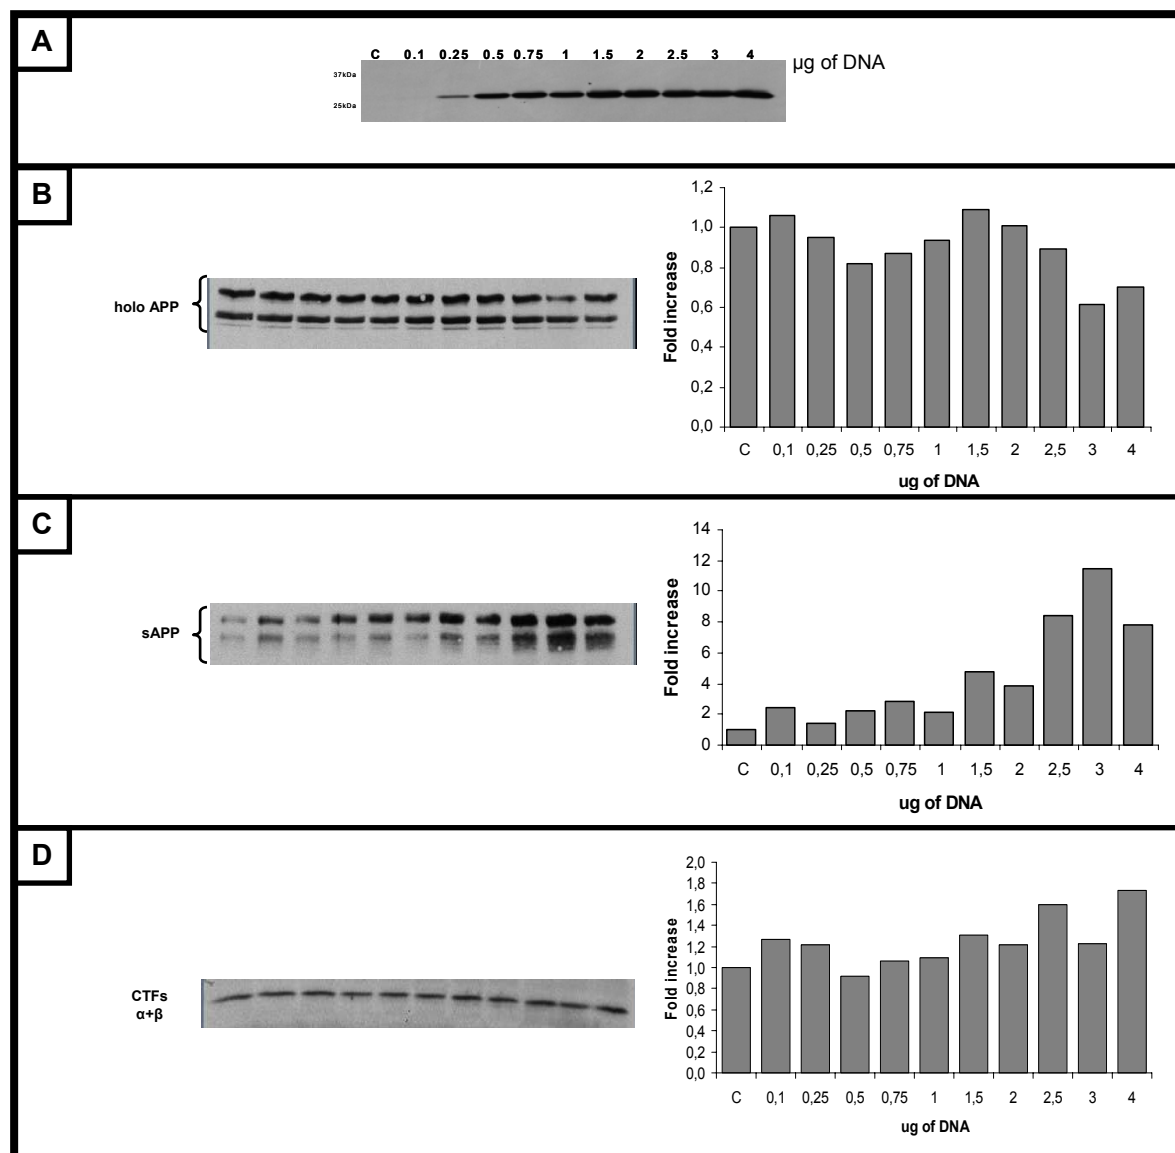 A
C 0.1 0.25 0.5 0.75 1 1.5 2 2.5 3 4
µg of DNA
37kDa
25kDa
B
holo APP
Fold increase
1,2
1,0
0,8
0,6
0,4
0,2
0,0
C 0,1 0,25 0,5 0,75 1 1,5 2 2,5 3 4
ug of DNA
C
sAPP
Fold increase
14
12
10
8
6
4
2
0
C 0,1 0,25 0,5 0,75 1 1,5 2 2,5 3 4
ug of DNA
D
CTFs
α+β
Fold increase
2,0
1,8
1,6
1,4
1,2
1,0
0,8
0,6
0,4
0,2
0,0
C 0,1 0,25 0,5 0,75 1 1,5 2 2,5 3 4
ug of DNA